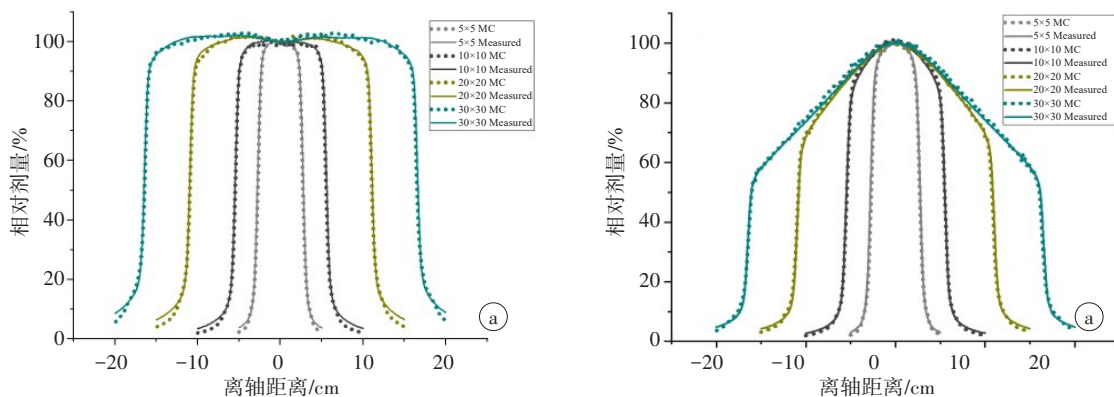 100
80
60
40
20
0
相对剂量/%
-20
-10
0
10
20
离轴距离/cm
5×5 MC
5×5 Measured
10×10 MC
10×10 Measured
20×20 MC
20×20 Measured
30×30 MC
30×30 Measured
a
100
80
60
40
20
0
相对剂量/%
-20
-10
0
10
20
离轴距离/cm
5×5 MC
5×5 Measured
10×10 MC
10×10 Measured
20×20 MC
20×20 Measured
30×30 MC
30×30 Measured
a